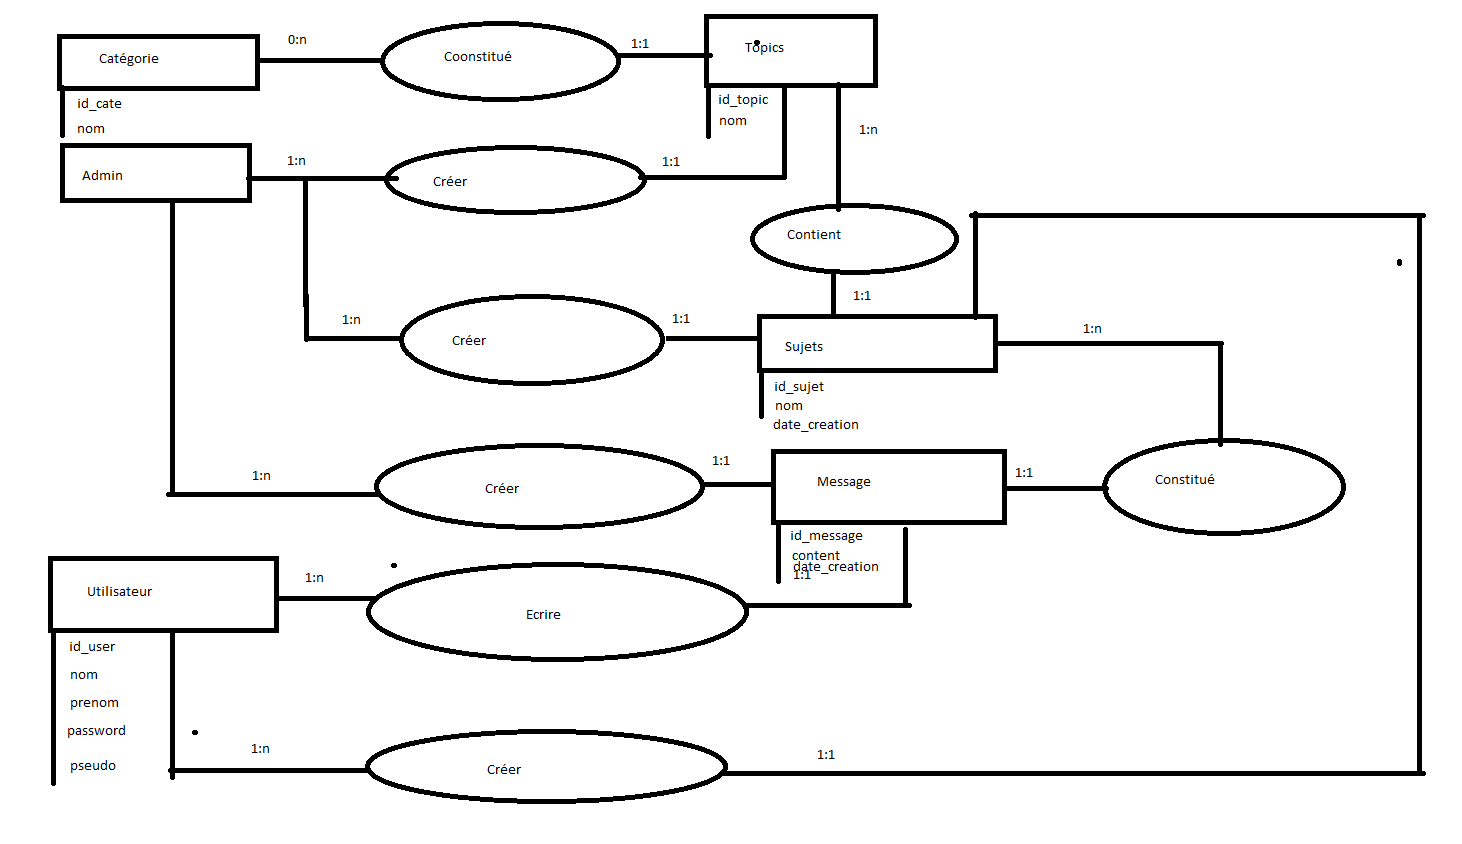 Catégorie
0:n
Coonstitué
1:1
Topics
id_cate
nom
id_topic
nom
1:n
Admin
1:n
Créer
1:1
Contient
1:1
1:n
Créer
1:1
Sujets
1:n
id_sujet
nom
date_creation
1:n
Créer
1:1
Message
1:1
Constitué
id_message
content
date_creation
1:1
Utilisateur
1:n
Ecrire
id_user
nom
prenom
password
pseudo
1:n
Créer
1:1